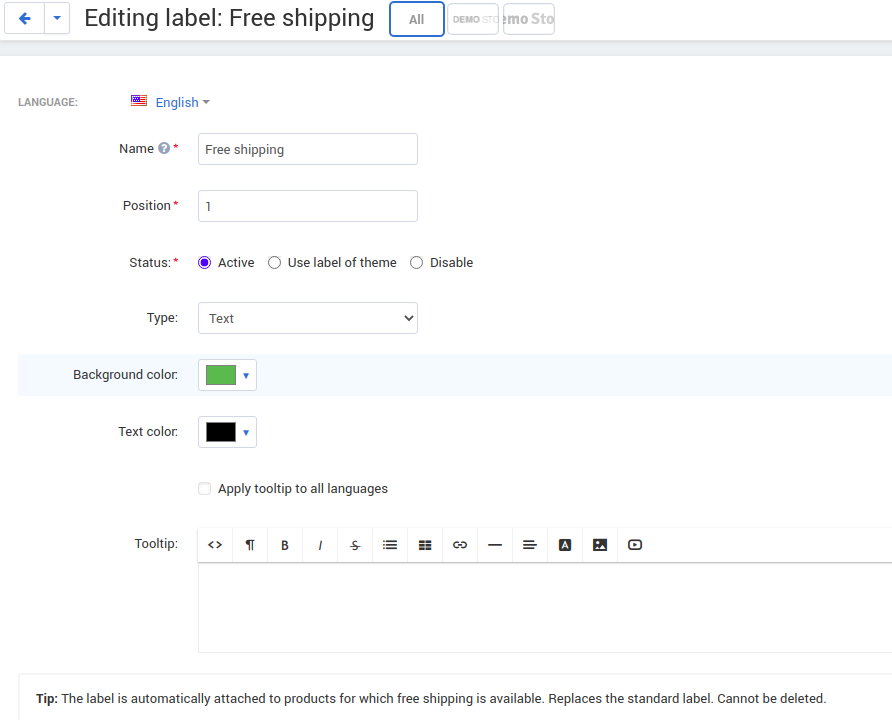 Editing label: Free shipping All DEMO STO emo Sto
LANGUAGE: English
Name ? * Free shipping
Position * 1
Status: * Active Use label of theme Disable
Type: Text
Background color:
Text color:
Apply tooltip to all languages
Tooltip: <> ¶ B I S A
Tip: The label is automatically attached to products for which free shipping is available. Replaces the standard label. Cannot be deleted.